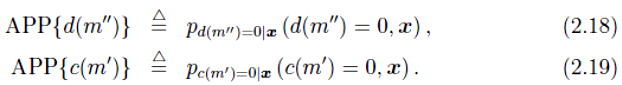 APP{d(m″)} ≜ p_{d(m″)=0|𝒙} (d(m″) = 0, 𝒙) , (2.18)
APP{c(m′)} ≜ p_{c(m′)=0|𝒙} (c(m′) = 0, 𝒙) . (2.19)